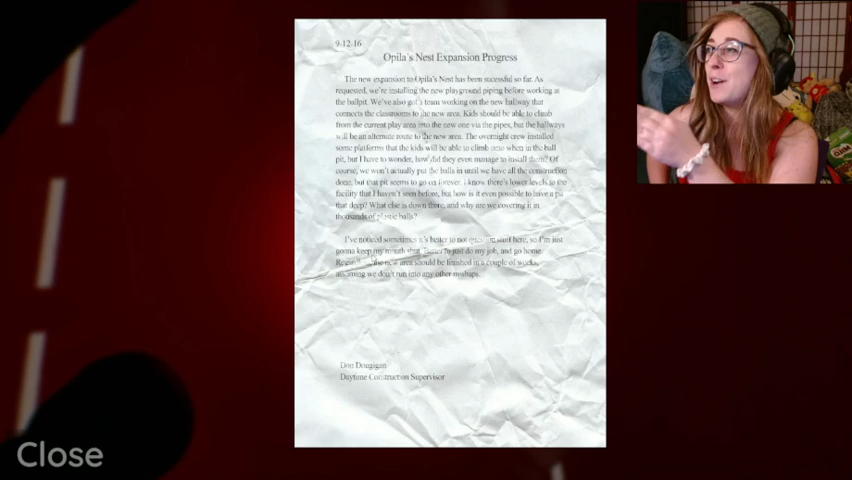 9-12-16
Opila's Nest Expansion Progress
The new expansion to Opila's Nest has been sucessful so far. As
requested, we're installing the new playground piping before working at
the ballpit. We've also got a team working on the new hallway that
connects the classrooms to the new area. Kids should be able to climb
from the current play area into the new one via the pipes, but the hallways
will be an alternate route to the new area. The overnight crew installed
some platforms that the kids will be able to climb onto when in the ball
pit, but I have to wonder, how did they even manage to install them? Of
course, we won't actually put the balls in until we have all the construction
done, but that pit seems to go on forever. I know there's lower levels to the
facility that I haven't seen before, but how is it even possible to have a pit
that deep? What else is down there, and why are we covering it in
thousands of plastic balls?
I've noticed sometimes it's better to not question stuff here, so I'm just
gonna keep my mouth shut. Better to just do my job, and go home.
the new area should be finished in a couple of weeks,
assuming we don't run into any other mishaps.
Don
Daytime Construction Supervisor
Close